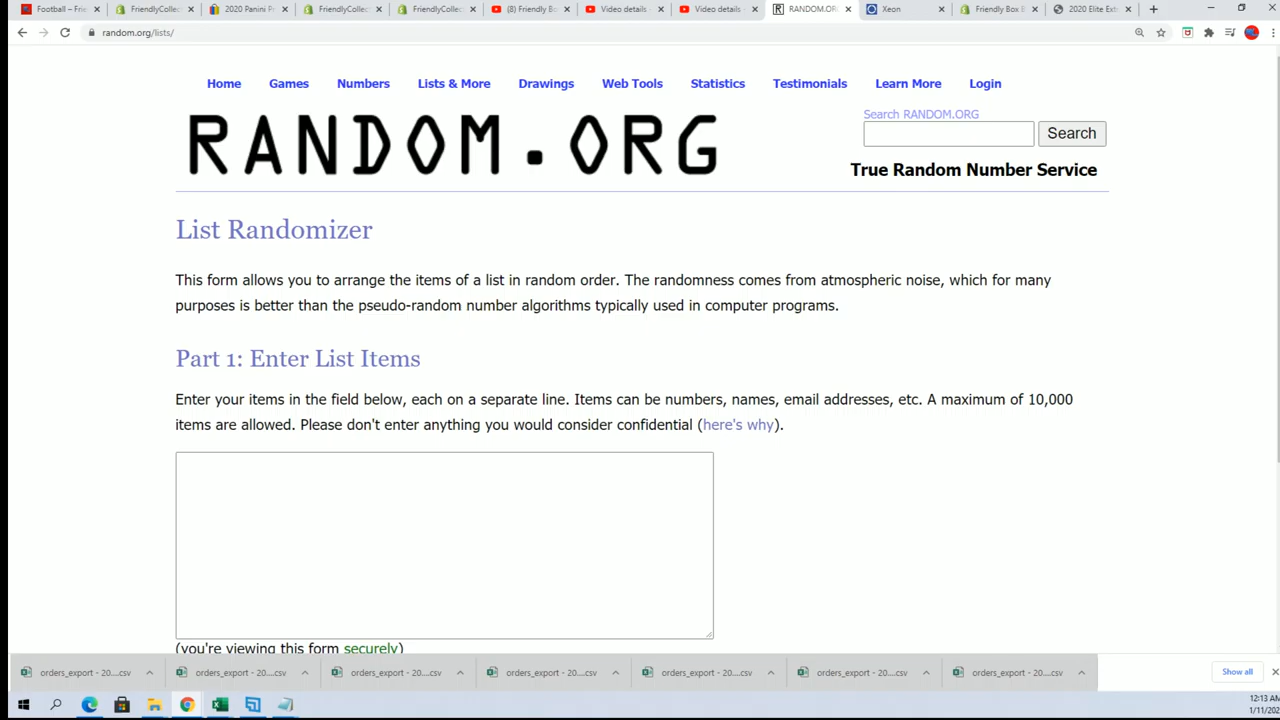 Football – Frie
FriendlyCollec
2020 Panini P
FriendlyCollec
FriendlyCollec
(8) Friendly Bo
Video details -
Video details -
RANDOM.OR
Xeon
Friendly Box B
2020 Elite Ext
random.org/lists/
Home Games Numbers Lists & More Drawings Web Tools Statistics Testimonials Learn More Login
RANDOM.ORG
Search RANDOM.ORG
Search
True Random Number Service
List Randomizer
This form allows you to arrange the items of a list in random order. The randomness comes from atmospheric noise, which for many
purposes is better than the pseudo-random number algorithms typically used in computer programs.
Part 1: Enter List Items
Enter your items in the field below, each on a separate line. Items can be numbers, names, email addresses, etc. A maximum of 10,000
items are allowed. Please don't enter anything you would consider confidential (here's why).
(you're viewing this form securely)
orders_export - 20....csv
orders_export - 20....csv
orders_export - 20....csv
orders_export - 20....csv
orders_export - 20....csv
orders_export - 20....csv
orders_export - 20....csv
Show all
12:13 AM
1/11/202